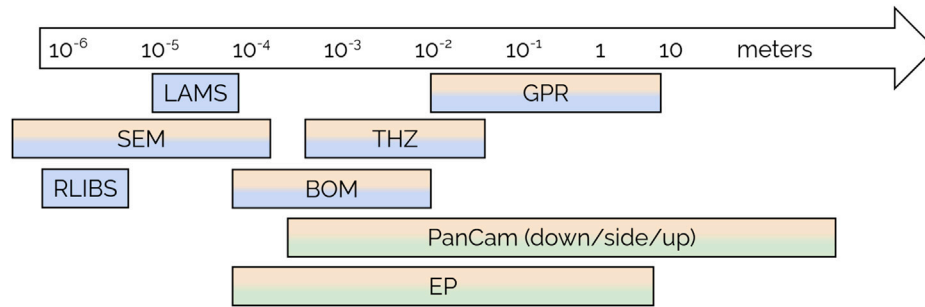 10⁻⁶ 10⁻⁵ 10⁻⁴ 10⁻³ 10⁻² 10⁻¹ 1 10 meters
LAMS GPR
SEM THZ
RLIBS BOM
PanCam (down/side/up)
EP